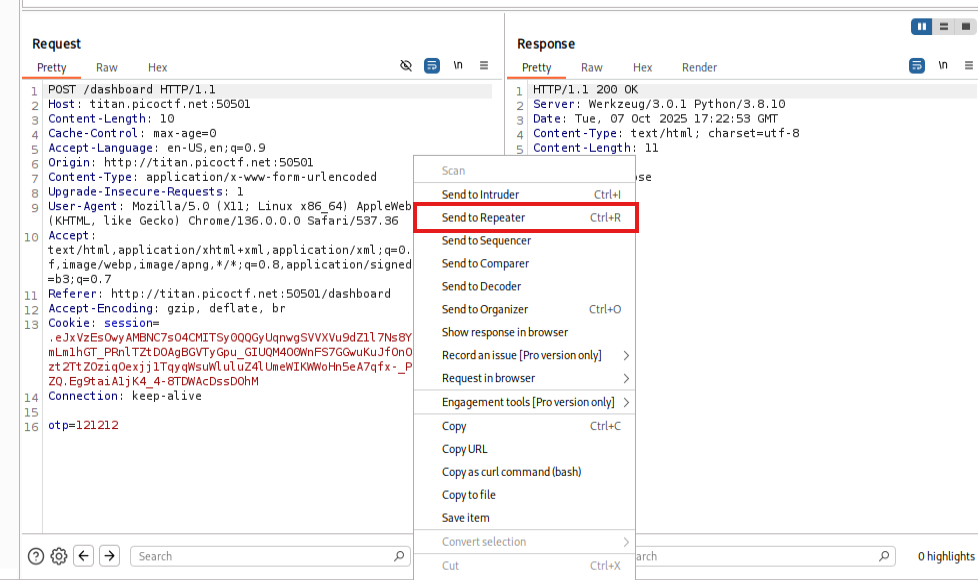 Request
Pretty Raw Hex \n
1 POST /dashboard HTTP/1.1
2 Host: titan.picoctf.net:50501
3 Content-Length: 10
4 Cache-Control: max-age=0
5 Accept-Language: en-US,en;q=0.9
6 Origin: http://titan.picoctf.net:50501
7 Content-Type: application/x-www-form-urlencoded
8 Upgrade-Insecure-Requests: 1
9 User-Agent: Mozilla/5.0 (X11; Linux x86_64) AppleWeb
(KHTML, like Gecko) Chrome/136.0.0.0 Safari/537.36
10 Accept:
text/html,application/xhtml+xml,application/xml;q=0.
f,image/webp,image/apng,*/*;q=0.8,application/signed
=b3;q=0.7
11 Referer: http://titan.picoctf.net:50501/dashboard
12 Accept-Encoding: gzip, deflate, br
13 Cookie: session=
.eJxVzEsOwyAMBNC7sO4CMITSy0QQGyUqnwgSVVXVu9dZ1l7Ns8Y
mLm1hGT_PRnlTZtDOAgBGVTyGpu_GIUQM4O0WnFS7GGwuKuJfOnO
zt2TtZOziqOexjj1TqyqWsuWluluZ4lUmeWIKWWoHn5eA7qfx-_P
ZQ.Eg9taiA1jK4_4-8TDWAcDssDOhM
14 Connection: keep-alive
15
16 otp=121212
Response
Pretty Raw Hex Render \n
1 HTTP/1.1 200 OK
2 Server: Werkzeug/3.0.1 Python/3.8.10
3 Date: Tue, 07 Oct 2025 17:22:53 GMT
4 Content-Type: text/html; charset=utf-8
5 Content-Length: 11
ose
Scan
Send to Intruder Ctrl+I
Send to Repeater Ctrl+R
Send to Sequencer
Send to Comparer
Send to Decoder
Send to Organizer Ctrl+O
Show response in browser
Record an issue [Pro version only]
Request in browser
Engagement tools [Pro version only]
Copy Ctrl+C
Copy URL
Copy as curl command (bash)
Copy to file
Save item
Convert selection
Cut Ctrl+X
Search
arch
0 highlights